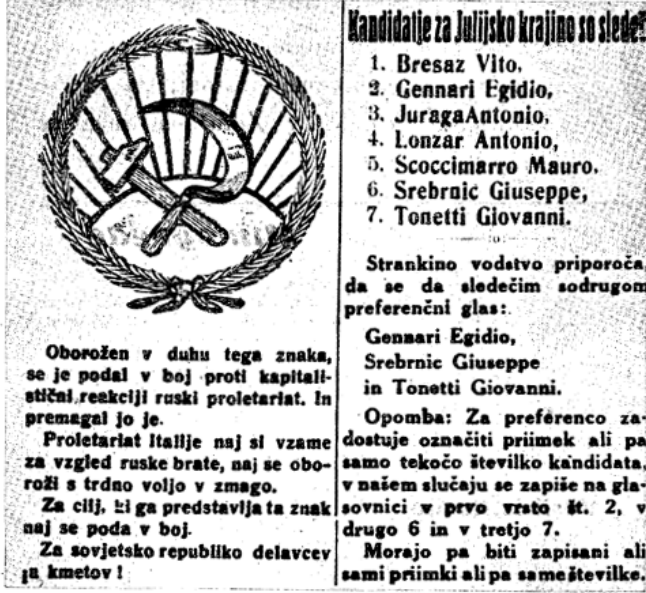 Oborožen v duhu tega znaka,
se je podal v boj proti kapitali-
stični reakciji ruski proletariat. In
premagal jo je.
Proletariat Italije naj si vzame
za vzgled ruske brate, naj se obo-
roži s trdno voljo v zmago.
Za cilj, ki ga predstavlja ta znak
naj se poda v boj.
Za sovjetsko republiko delavcev
in kmetov!
Kandidatje za Julijsko krajino so
1. Bresaz Vito,
2. Gennari Egidio,
3. JuragaAntonio,
4. Lonzar Antonio,
5. Scoccimarro Mauro.
6. Srebrnic Giuseppe,
7. Tonetti Giovanni.
Strankino vodstvo priporoča,
da se da sledečim sodrugom
preferenčni glas:
Gennari Egidio,
Srebrnic Giuseppe
in Tonetti Giovanni.
Opomba: Za preferenco za-
dostuje označiti priimek ali pa
samo tekočo številko kandidata,
v našem slučaju se zapiše na gla-
sovnici v prvo vrsto št. 2, v
drugo 6 in v tretjo 7.
Morajo pa biti zapisani ali
sami priimki ali pa same številke.